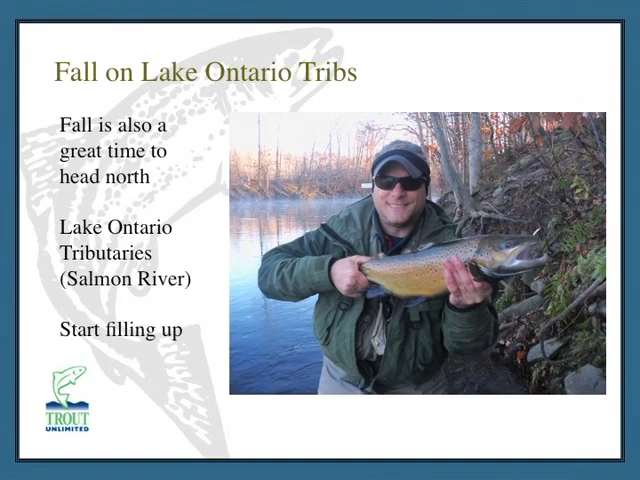 Fall on Lake Ontario Tribs
Fall is also a
great time to
head north
Lake Ontario
Tributaries
(Salmon River)
Start filling up
TROUT
UNLIMITED